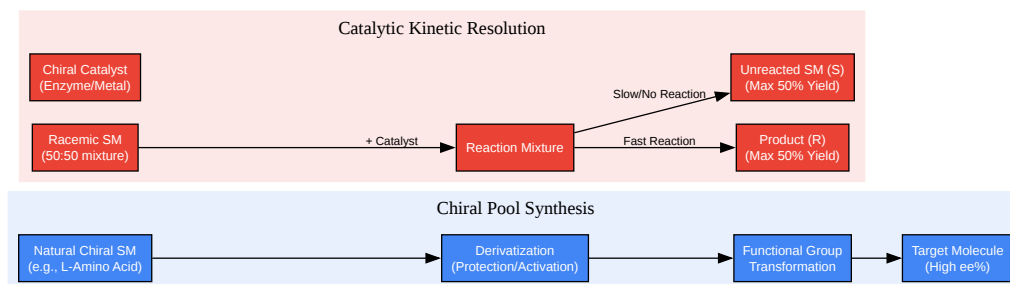 Catalytic Kinetic Resolution
Chiral Catalyst
(Enzyme/Metal)
Unreacted SM (S)
(Max 50% Yield)
Slow/No Reaction
Racemic SM
(50:50 mixture)
+ Catalyst
Reaction Mixture
Fast Reaction
Product (R)
(Max 50% Yield)
Chiral Pool Synthesis
Natural Chiral SM
(e.g., L-Amino Acid)
Derivatization
(Protection/Activation)
Functional Group
Transformation
Target Molecule
(High ee%)